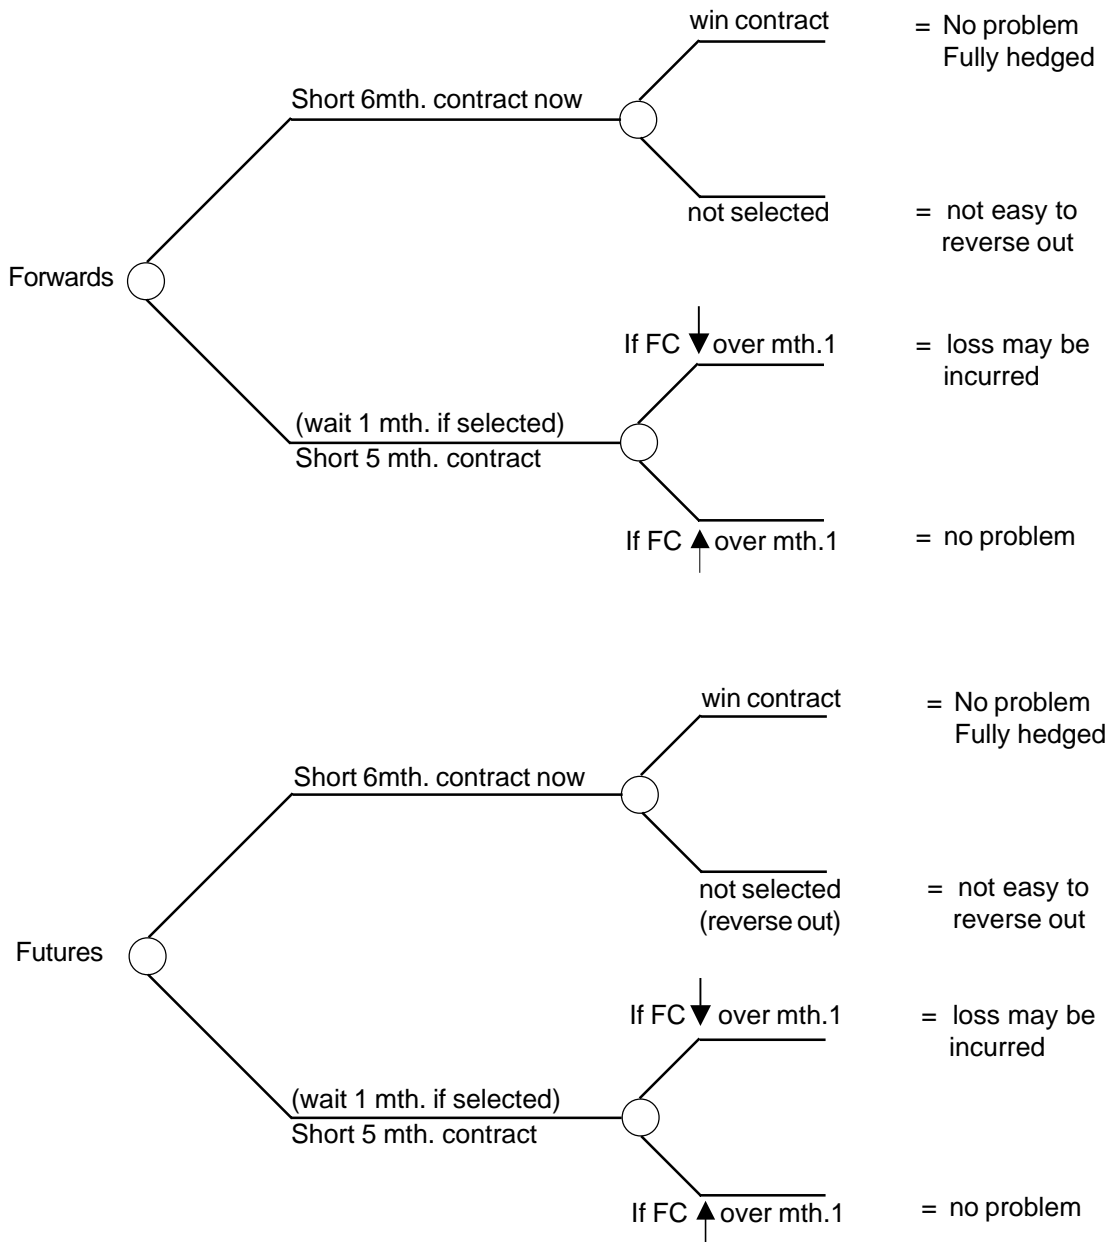 win contract
= No problem
Fully hedged
Short 6mth. contract now
not selected
= not easy to
reverse out
Forwards
If FC over mth.1
= loss may be
incurred
(wait 1 mth. if selected)
Short 5 mth. contract
If FC over mth.1
= no problem
win contract
= No problem
Fully hedged
Short 6mth. contract now
not selected
(reverse out)
= not easy to
reverse out
Futures
If FC over mth.1
= loss may be
incurred
(wait 1 mth. if selected)
Short 5 mth. contract
If FC over mth.1
= no problem